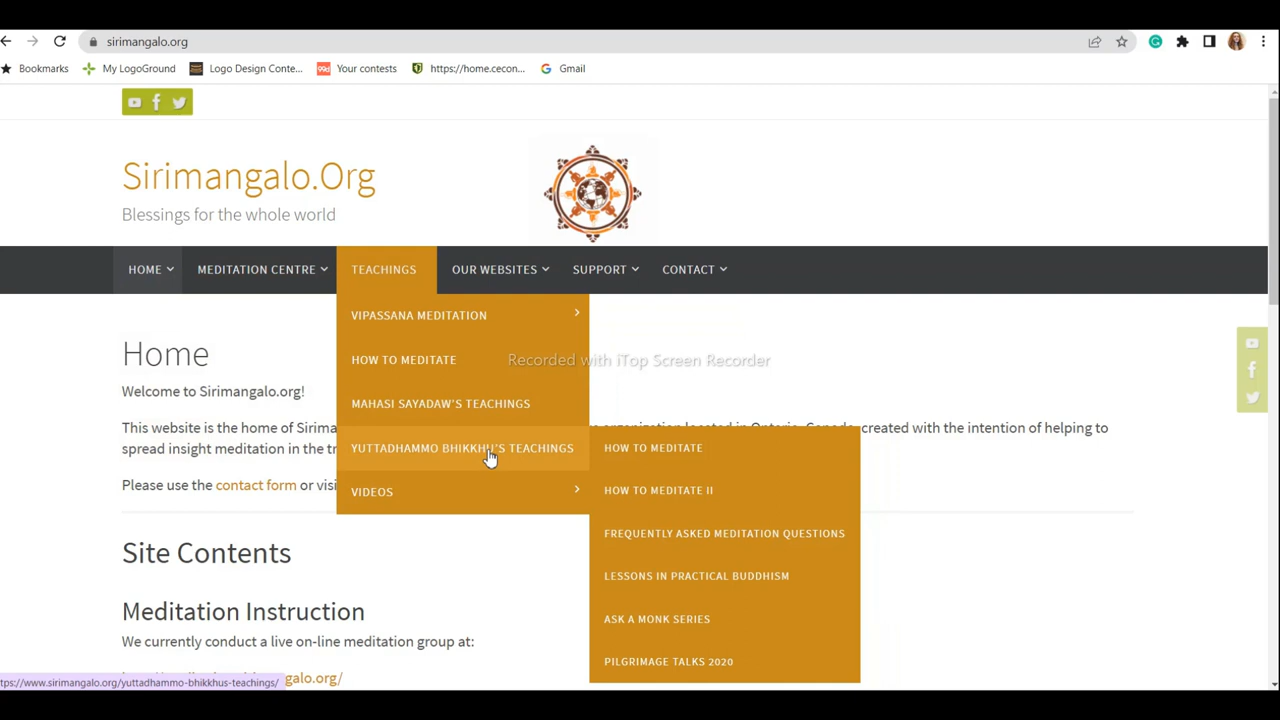 sirimangalo.org
Bookmarks My LogoGround Logo Design Conte... 99d Your contests https://home.cecon... Gmail
Sirimangalo.Org
Blessings for the whole world
HOME MEDITATION CENTRE TEACHINGS OUR WEBSITES SUPPORT CONTACT
VIPASSANA MEDITATION
HOW TO MEDITATE
MAHASI SAYADAW'S TEACHINGS
YUTTADHAMMO BHIKKHU'S TEACHINGS
VIDEOS
HOW TO MEDITATE
HOW TO MEDITATE II
FREQUENTLY ASKED MEDITATION QUESTIONS
LESSONS IN PRACTICAL BUDDHISM
ASK A MONK SERIES
PILGRIMAGE TALKS 2020
Recorded with iTop Screen Recorder
Home
Welcome to Sirimangalo.org!
This website is the home of Sirima organization located in Ontario, Canada, created with the intention of helping to
spread insight meditation in the tr
Please use the contact form or visi
Site Contents
Meditation Instruction
We currently conduct a live on-line meditation group at:
galo.org/
tps://www.sirimangalo.org/yuttadhammo-bhikkhus-teachings/